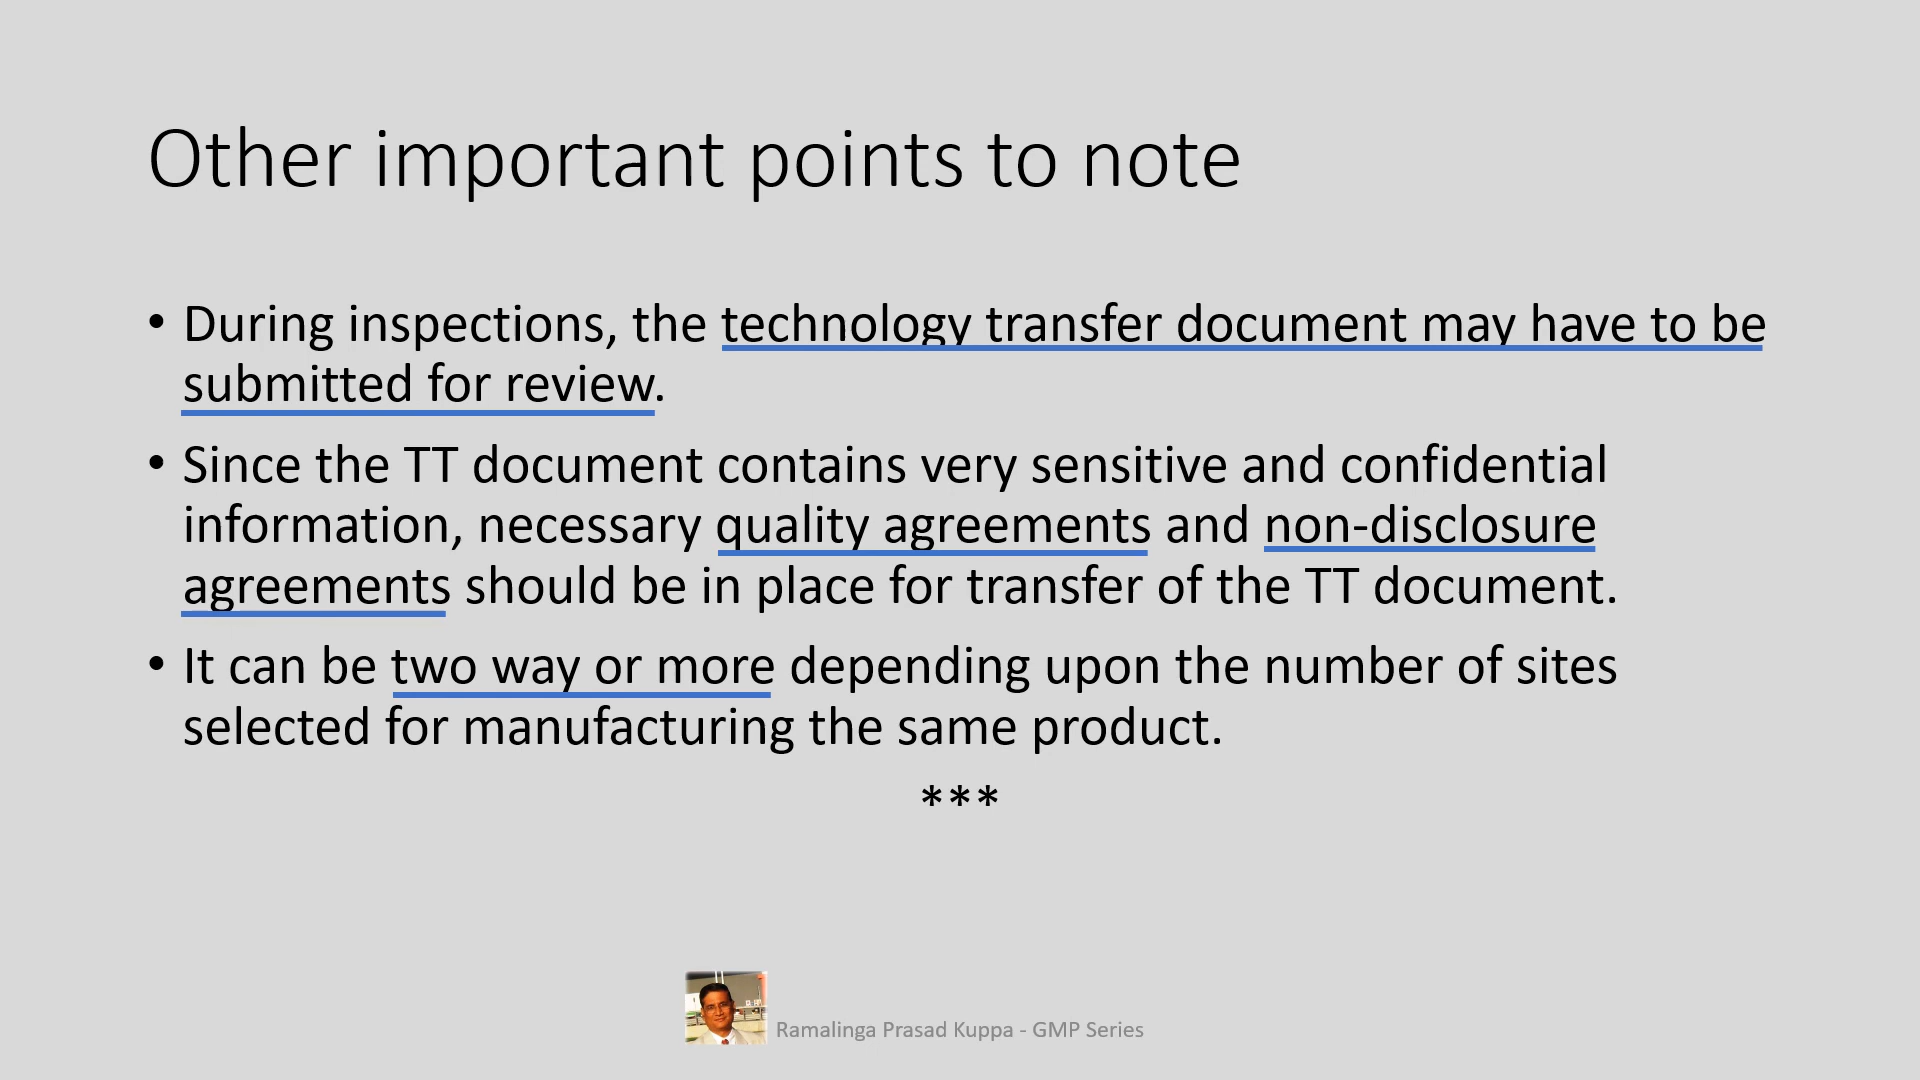 Other important points to note
• During inspections, the technology transfer document may have to be
submitted for review.
• Since the TT document contains very sensitive and confidential
information, necessary quality agreements and non-disclosure
agreements should be in place for transfer of the TT document.
• It can be two way or more depending upon the number of sites
selected for manufacturing the same product.
***
Ramalinga Prasad Kuppa - GMP Series